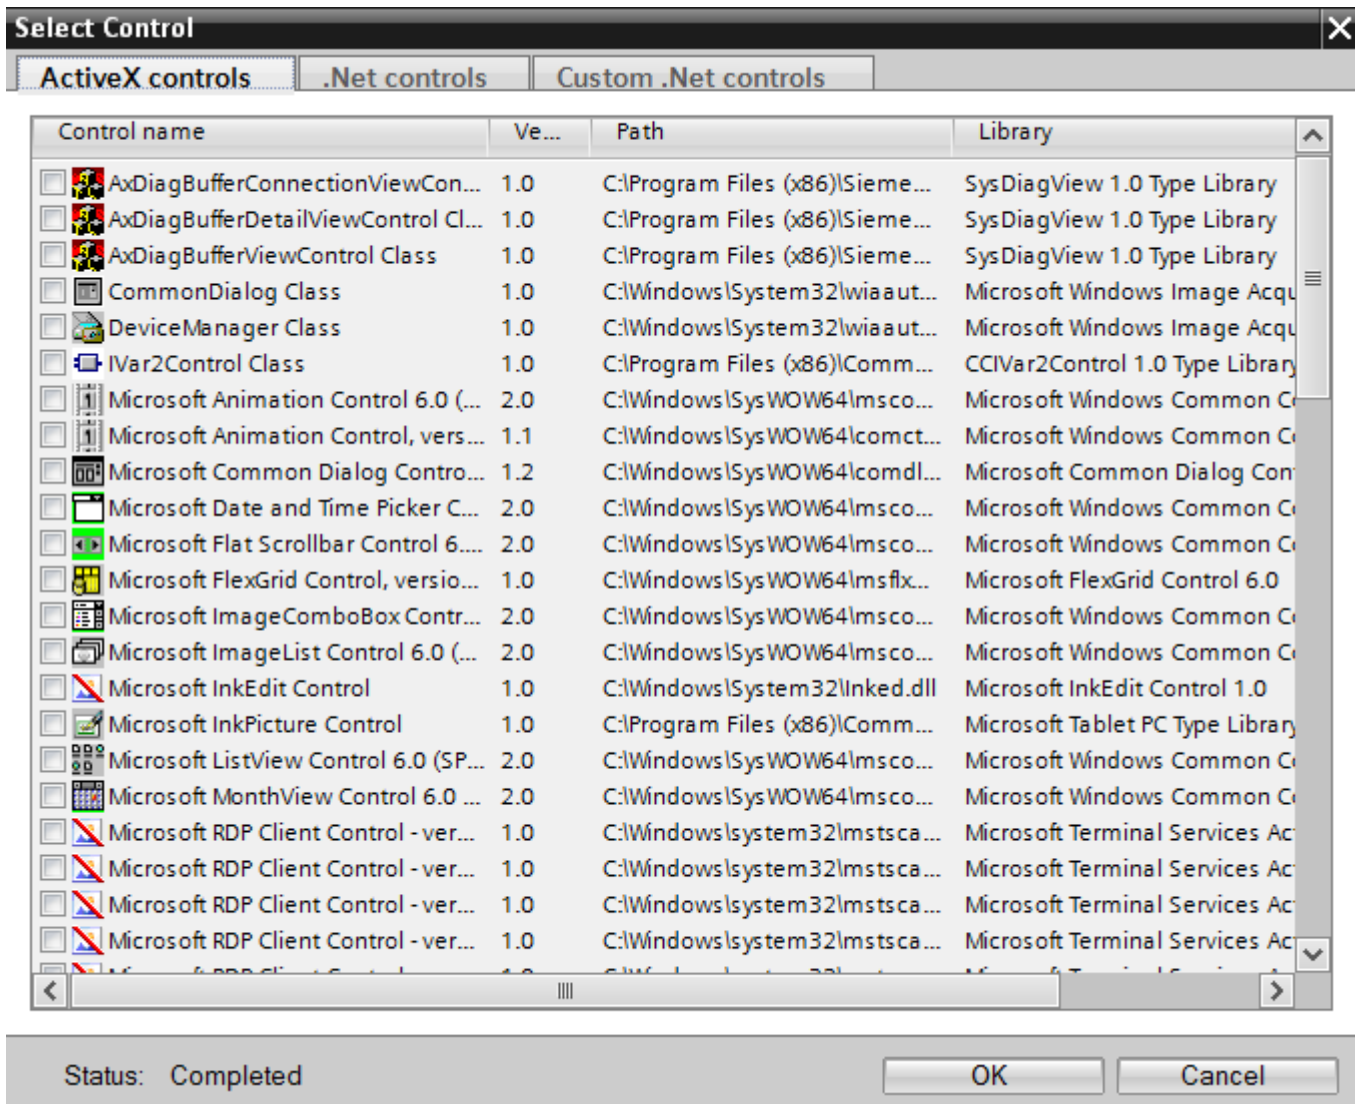 Select Control
ActiveX controls .Net controls Custom .Net controls
Control name Ve... Path Library
AxDiagBufferConnectionViewCon... 1.0 C:\Program Files (x86)\Sieme... SysDiagView 1.0 Type Library
AxDiagBufferDetailViewControl Cl... 1.0 C:\Program Files (x86)\Sieme... SysDiagView 1.0 Type Library
AxDiagBufferViewControl Class 1.0 C:\Program Files (x86)\Sieme... SysDiagView 1.0 Type Library
CommonDialog Class 1.0 C:\Windows\System32\wiaaut... Microsoft Windows Image Acqu
DeviceManager Class 1.0 C:\Windows\System32\wiaaut... Microsoft Windows Image Acqu
IVar2Control Class 1.0 C:\Program Files (x86)\Comm... CCIVar2Control 1.0 Type Library
Microsoft Animation Control 6.0 (... 2.0 C:\Windows\SysWOW64\msco... Microsoft Windows Common Co
Microsoft Animation Control, vers... 1.1 C:\Windows\SysWOW64\comct... Microsoft Windows Common Co
Microsoft Common Dialog Contro... 1.2 C:\Windows\SysWOW64\comdl... Microsoft Common Dialog Con
Microsoft Date and Time Picker C... 2.0 C:\Windows\SysWOW64\msco... Microsoft Windows Common Co
Microsoft Flat Scrollbar Control 6.... 2.0 C:\Windows\SysWOW64\msco... Microsoft Windows Common Co
Microsoft FlexGrid Control, versio... 1.0 C:\Windows\SysWOW64\msflx... Microsoft FlexGrid Control 6.0
Microsoft ImageComboBox Contr... 2.0 C:\Windows\SysWOW64\msco... Microsoft Windows Common Co
Microsoft ImageList Control 6.0 (... 2.0 C:\Windows\SysWOW64\msco... Microsoft Windows Common Co
Microsoft InkEdit Control 1.0 C:\Windows\System32\Inked.dll Microsoft InkEdit Control 1.0
Microsoft InkPicture Control 1.0 C:\Program Files (x86)\Comm... Microsoft Tablet PC Type Library
Microsoft ListView Control 6.0 (SP... 2.0 C:\Windows\SysWOW64\msco... Microsoft Windows Common Co
Microsoft MonthView Control 6.0 ... 2.0 C:\Windows\SysWOW64\msco... Microsoft Windows Common Co
Microsoft RDP Client Control - ver... 1.0 C:\Windows\system32\mstsca... Microsoft Terminal Services Ac
Microsoft RDP Client Control - ver... 1.0 C:\Windows\system32\mstsca... Microsoft Terminal Services Ac
Microsoft RDP Client Control - ver... 1.0 C:\Windows\system32\mstsca... Microsoft Terminal Services Ac
Microsoft RDP Client Control - ver... 1.0 C:\Windows\system32\mstsca... Microsoft Terminal Services Ac
Status: Completed OK Cancel